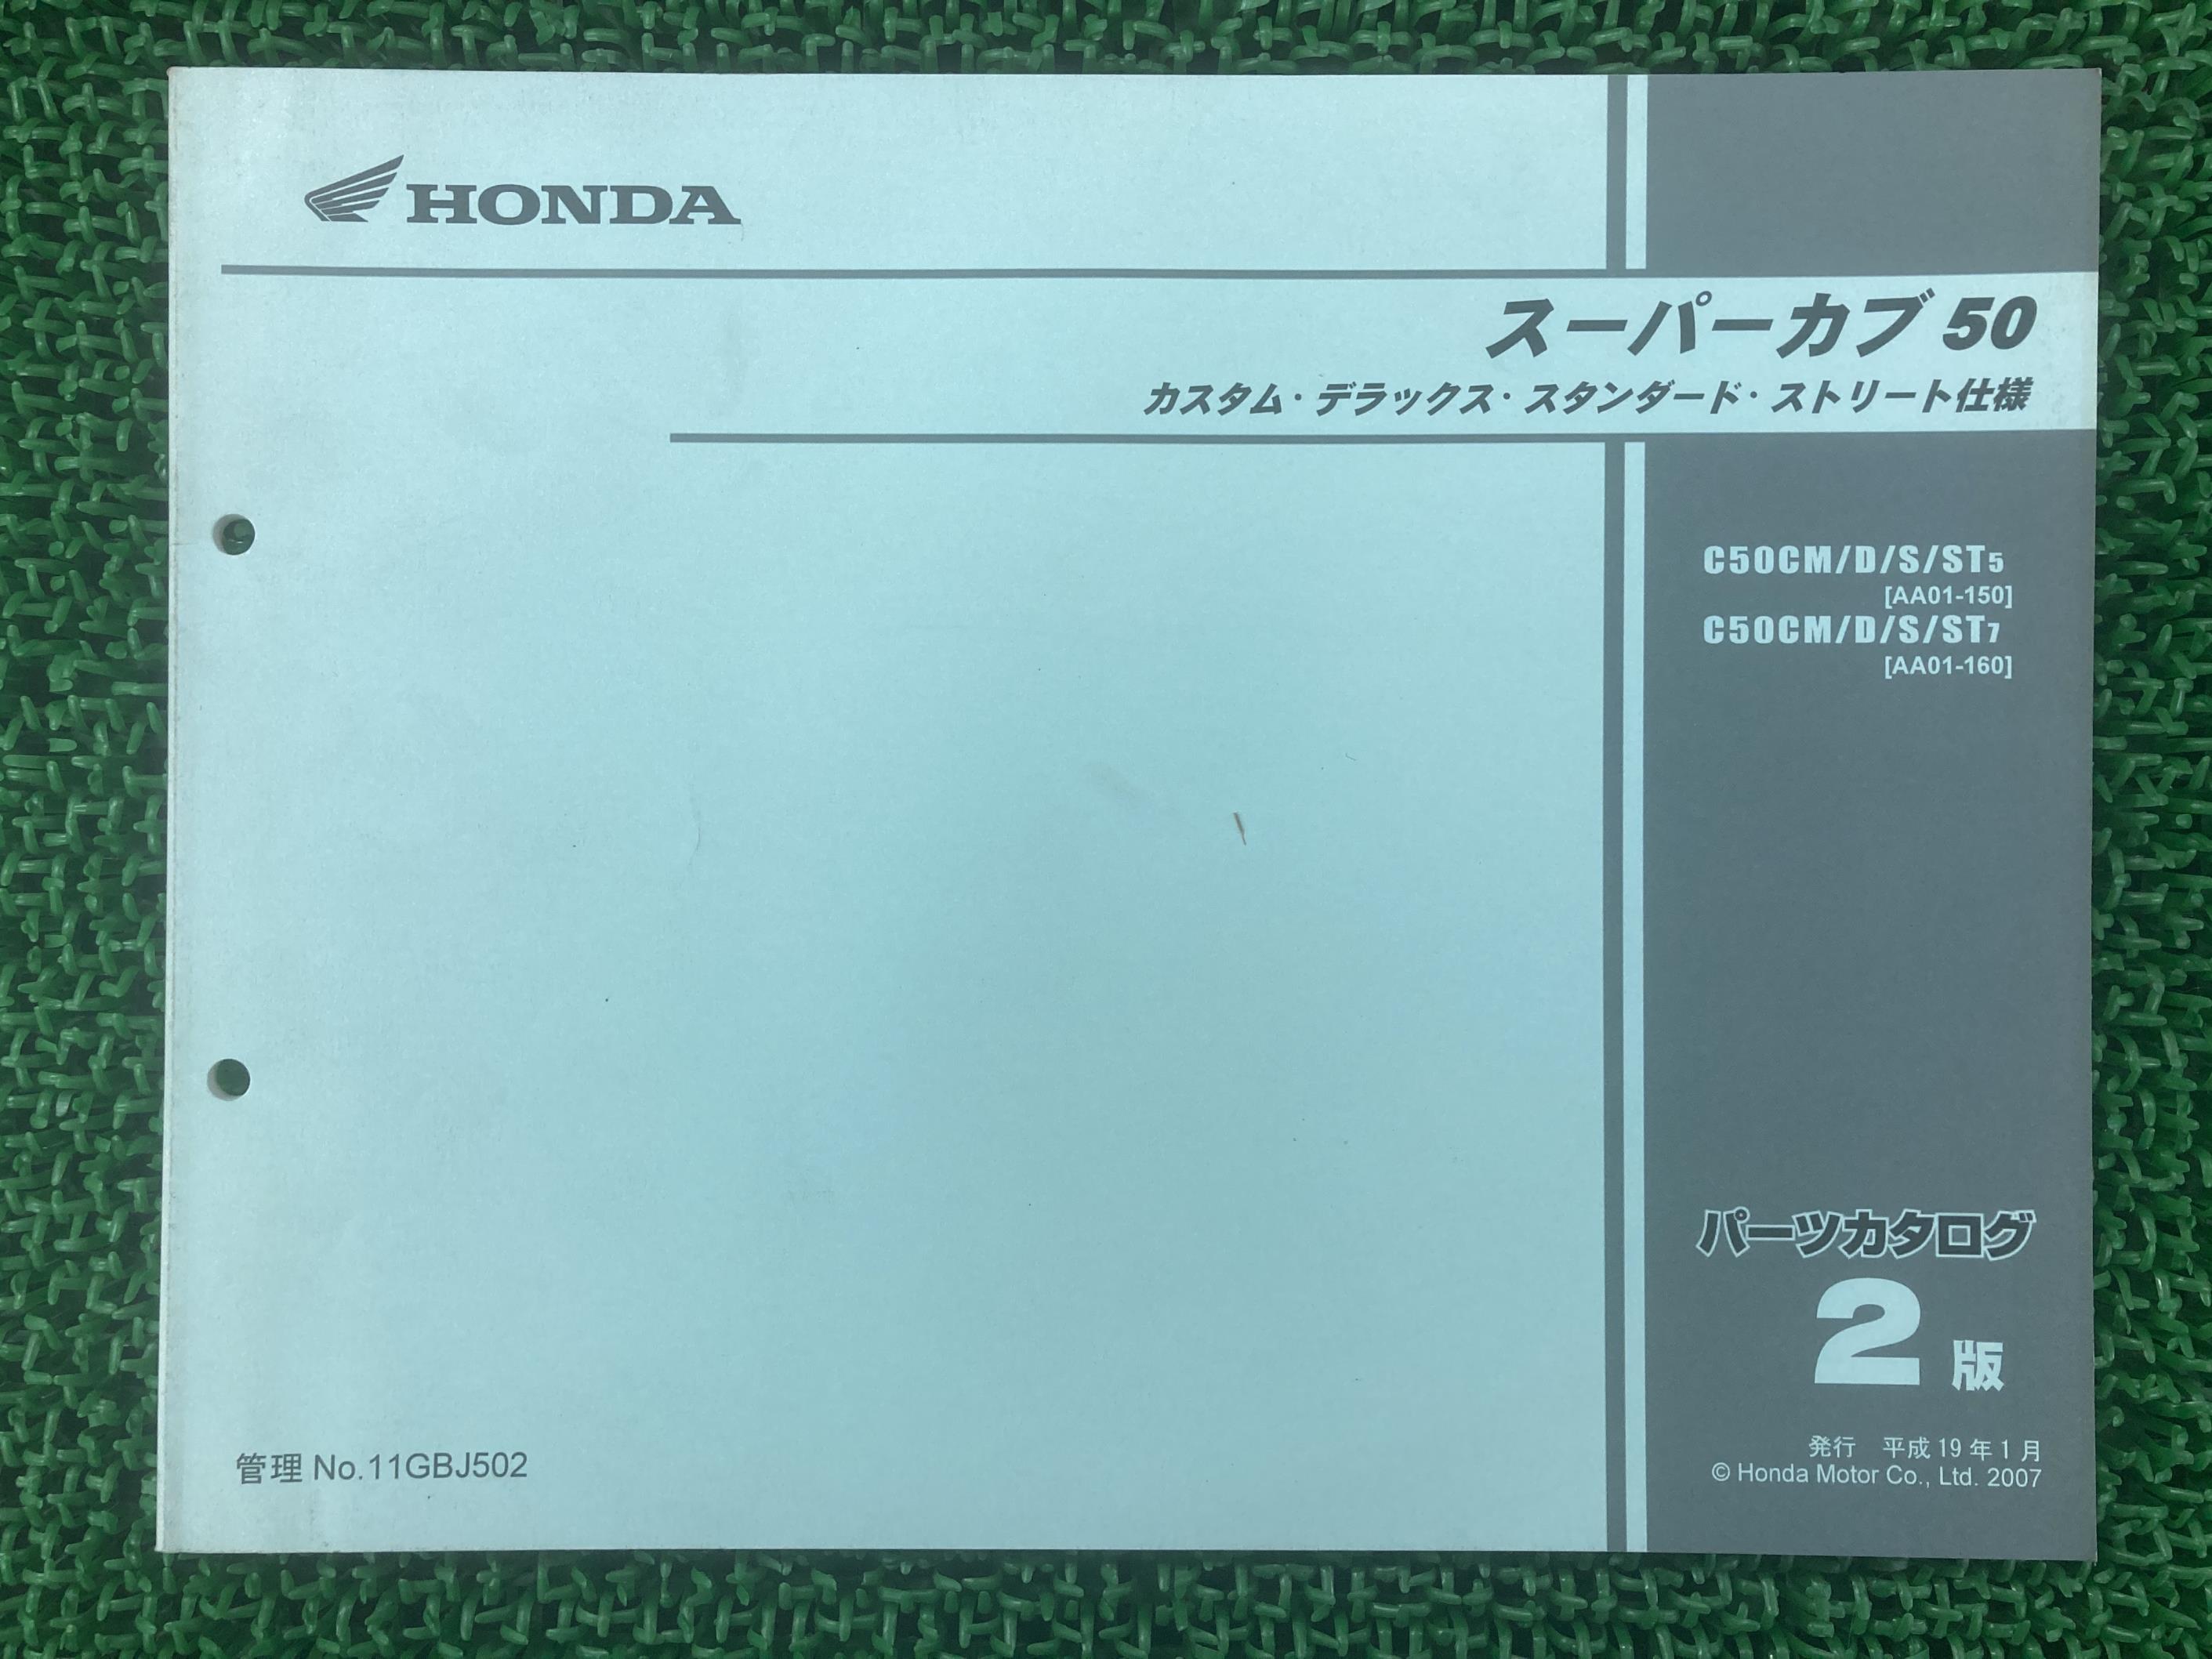 HONDA
スーパーカブ 50
カスタム・デラックス・スタンダード・ストリート仕様
C50CM/D/S/ST5
[AA01-150]
C50CM/D/S/ST7
[AA01-160]
パーツカタログ
2 版
発行 平成 19 年 1 月
© Honda Motor Co., Ltd. 2007
管理 No.11GBJ502